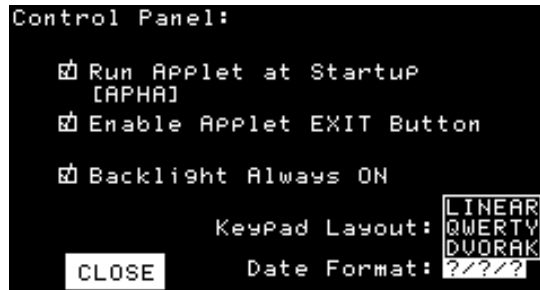 Control Panel:
Run Applet at Startup
[APHA]
Enable Applet EXIT Button
Backlight Always ON
LINEAR
Keypad Layout: QWERTY
DVORAK
CLOSE Date Format: ?/?/?